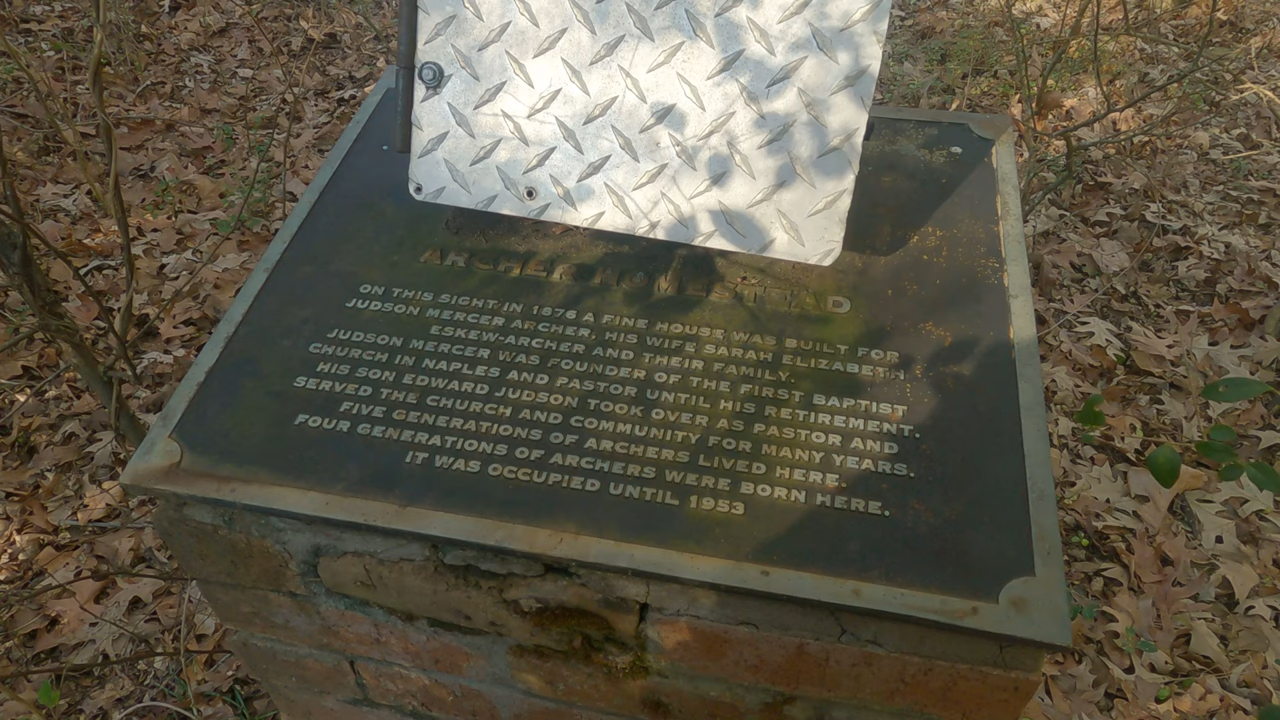 ARCHER HOMESTEAD
ON THIS SIGHT IN 1876 A FINE HOUSE WAS BUILT FOR
JUDSON MERCER ARCHER, HIS WIFE SARAH ELIZABETH
ESKEW-ARCHER AND THEIR FAMILY.
JUDSON MERCER WAS FOUNDER OF THE FIRST BAPTIST
CHURCH IN NAPLES AND PASTOR UNTIL HIS RETIREMENT.
HIS SON EDWARD JUDSON TOOK OVER AS PASTOR AND
SERVED THE CHURCH AND COMMUNITY FOR MANY YEARS.
FIVE GENERATIONS OF ARCHERS LIVED HERE.
FOUR GENERATIONS OF ARCHERS WERE BORN HERE.
IT WAS OCCUPIED UNTIL 1953